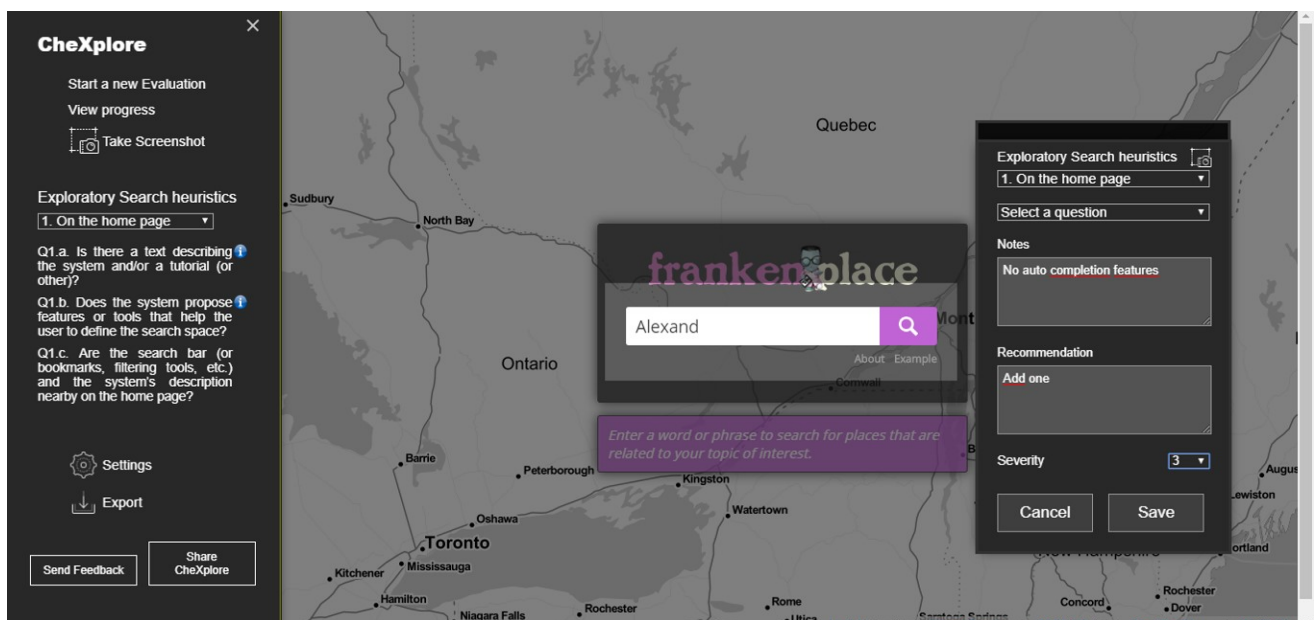 CheXplore
×
Start a new Evaluation
View progress
Take Screenshot
Exploratory Search heuristics
1. On the home page
Q1.a. Is there a text describing
the system and/or a tutorial (or
other)?
Q1.b. Does the system propose
features or tools that help the
user to define the search space?
Q1.c. Are the search bar (or
bookmarks, filtering tools, etc.)
and the system's description
nearby on the home page?
Settings
Export
Send Feedback
Share
CheXplore
Quebec
Sudbury
North Bay
Ontario
frankenplace
Alexand
About Example
Cornwall
Enter a word or phrase to search for places that are
related to your topic of interest.
Barrie
Peterborough
Kingston
Watertown
Oshawa
Toronto
Mississauga
Kitchener
Hamilton
Niagara Falls
Rochester
Rome
Utica
Saratoga Springs
Exploratory Search heuristics
1. On the home page
Select a question
Notes
No auto completion features
Recommendation
Add one
Severity
3
Cancel
Save
Mont
Augus
Lewiston
ortland
New Hampshire
Concord
Rochester
Dover